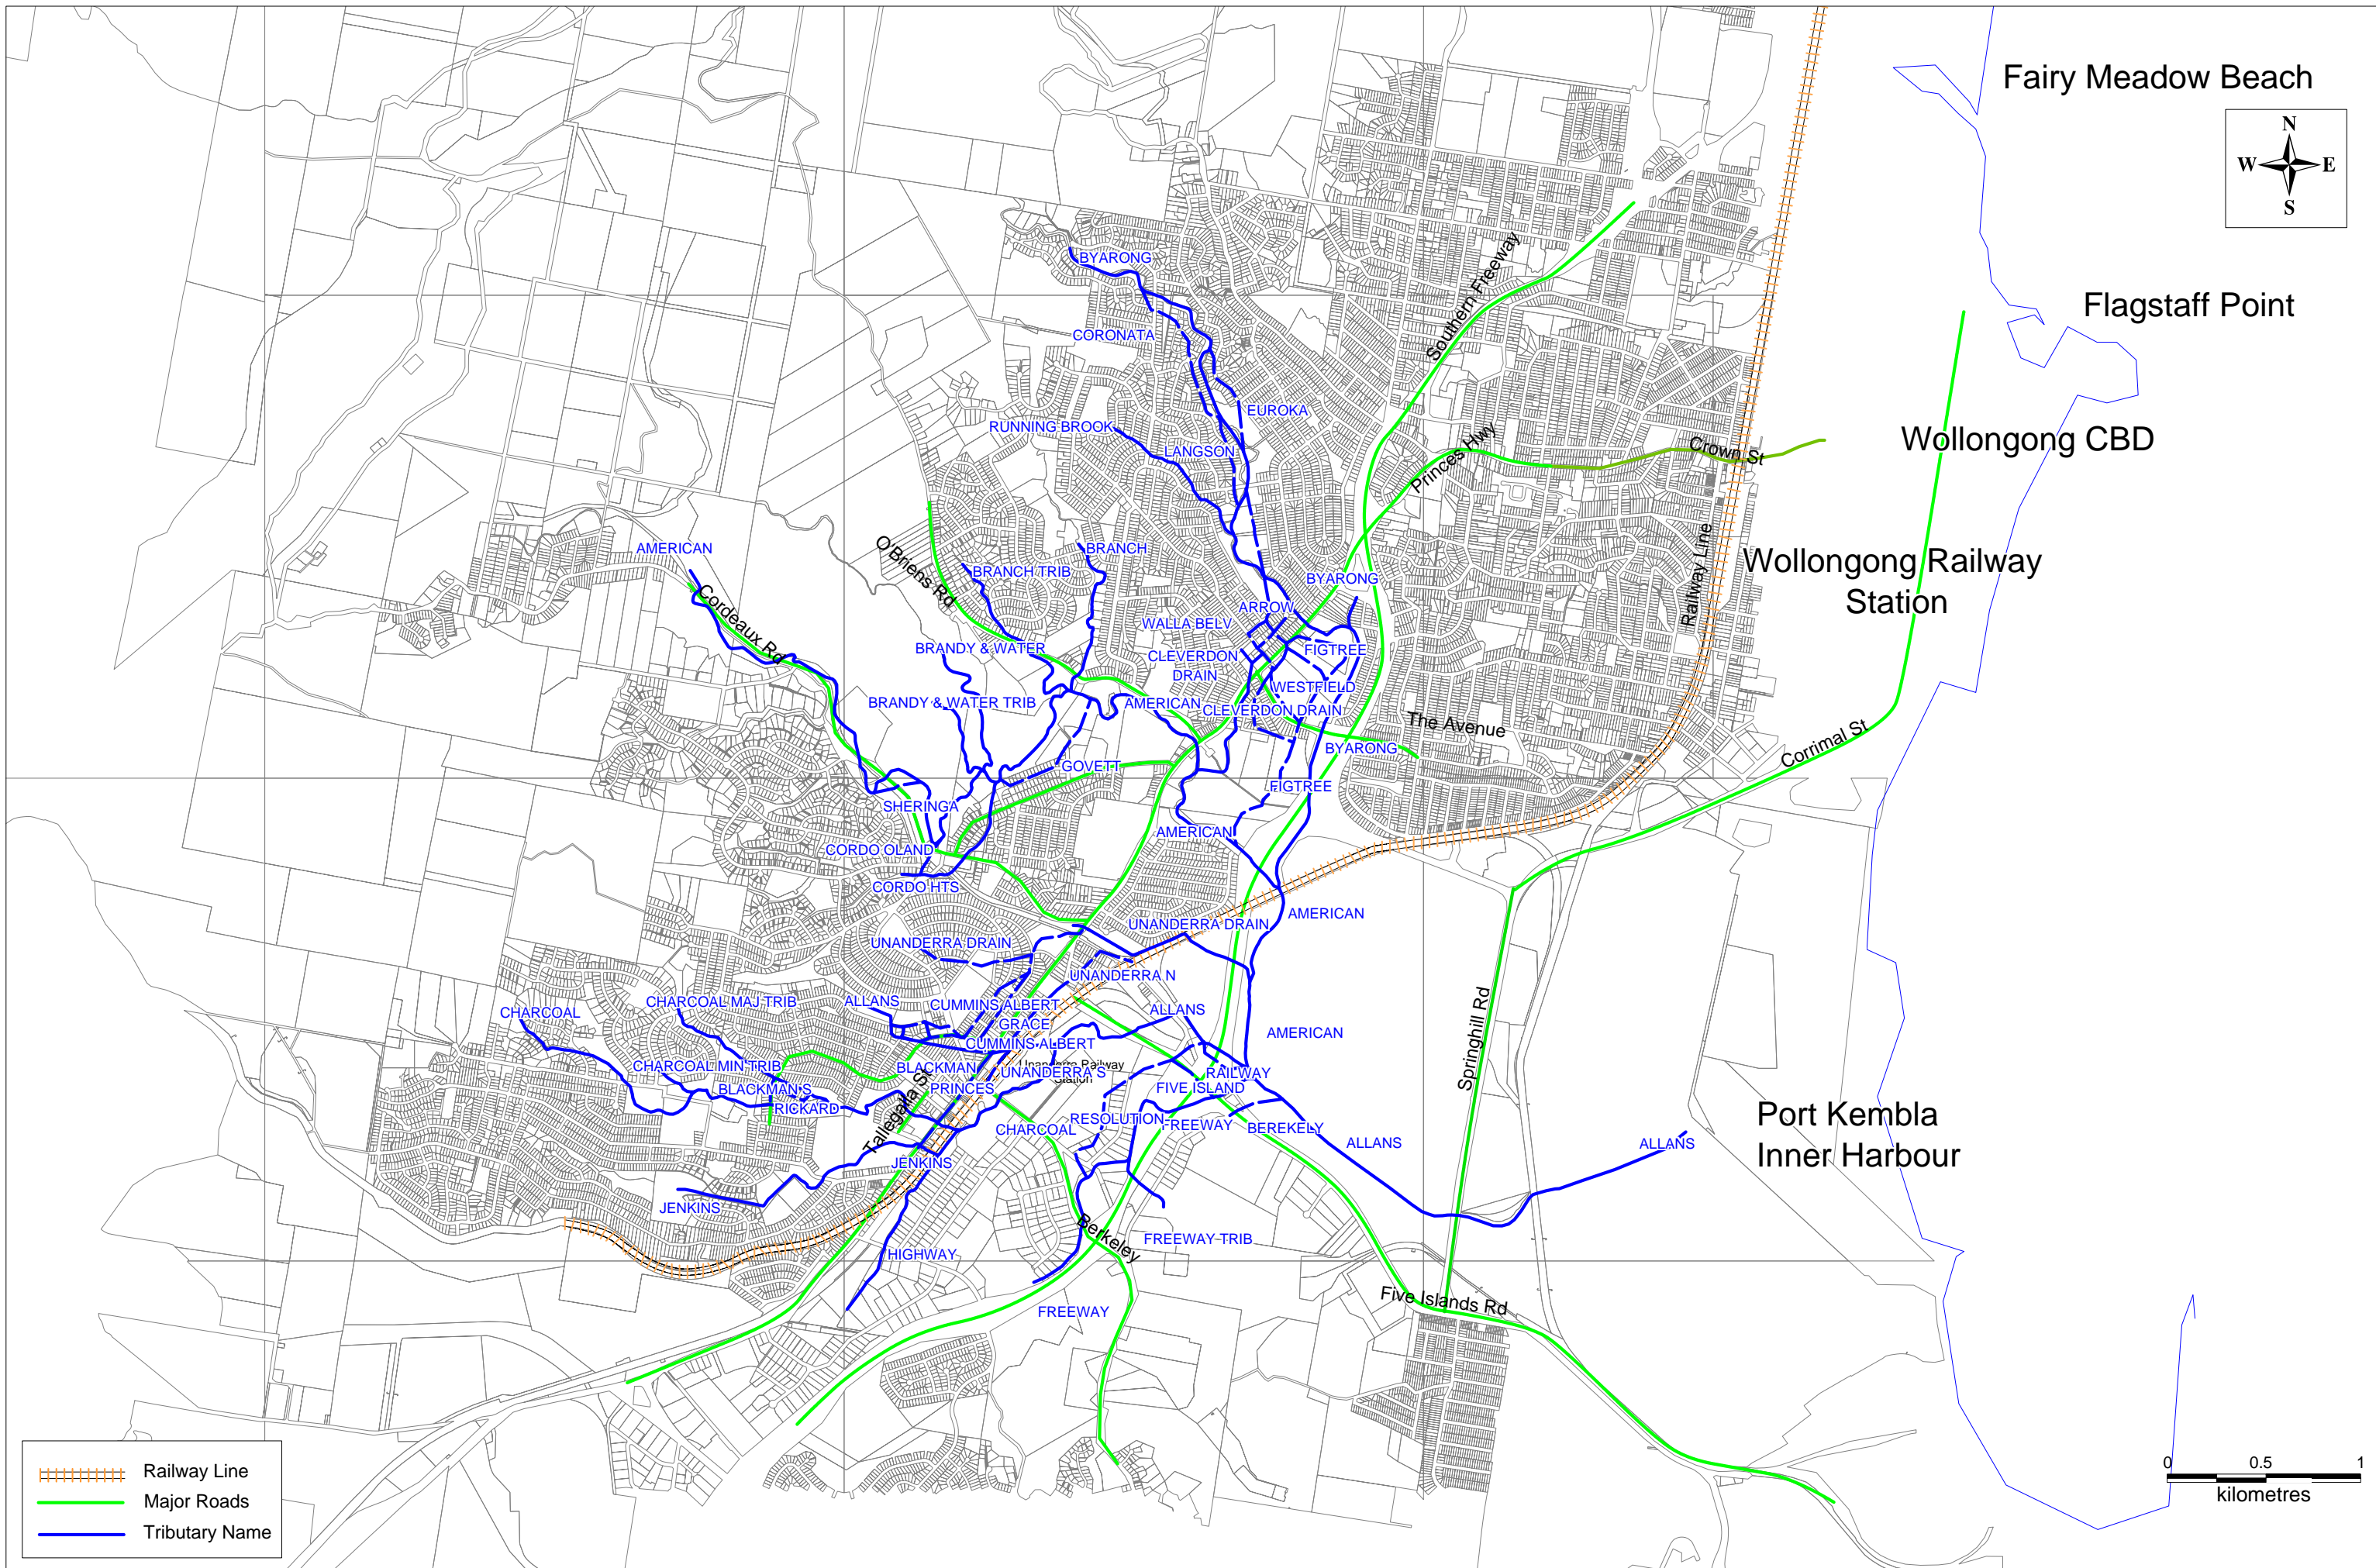 Fairy Meadow Beach
N
W E
S
BYARONG
Southern Freeway
Flagstaff Point
CORONATA
EUROKA
RUNNING BROOK
Princes Hwy
Crown St
Wollongong CBD
LANGSON
AMERICAN
O'Briens Rd
BRANCH
BRANCH TRIB
Railway Line
Wollongong Railway
Station
Cordeaux Rd
BYARONG
ARROW
WALLA BELV
BRANDY & WATER
CLEVERDON
DRAIN
FIGTREE
WESTFIELD
BRANDY & WATER TRIB
AMERICAN
CLEVERDON DRAIN
The Avenue
Corrimal St
BYARONG
GOVETT
FIGTREE
SHERINGA
AMERICAN
CORDO OLAND
CORDO HTS
AMERICAN
UNANDERRA DRAIN
UNANDERRA DRAIN
UNANDERRA N
CHARCOAL MAJ TRIB
ALLANS
CUMMINS ALBERT
ALLANS
CHARCOAL
GRACE
AMERICAN
Springhill Rd
CUMMINS ALBERT
CHARCOAL MIN TRIB
BLACKMAN
Unanderra Railway
Station
UNANDERRA S
RAILWAY
BLACKMAN S
PRINCES
FIVE ISLAND
RICKARD
Tallegalla St
CHARCOAL
RESOLUTION
FREEWAY
BEREKELY
ALLANS
ALLANS
Port Kembla
Inner Harbour
JENKINS
JENKINS
Berkeley
FREEWAY TRIB
HIGHWAY
Five Islands Rd
FREEWAY
Railway Line
Major Roads
Tributary Name
0 0.5 1
kilometres